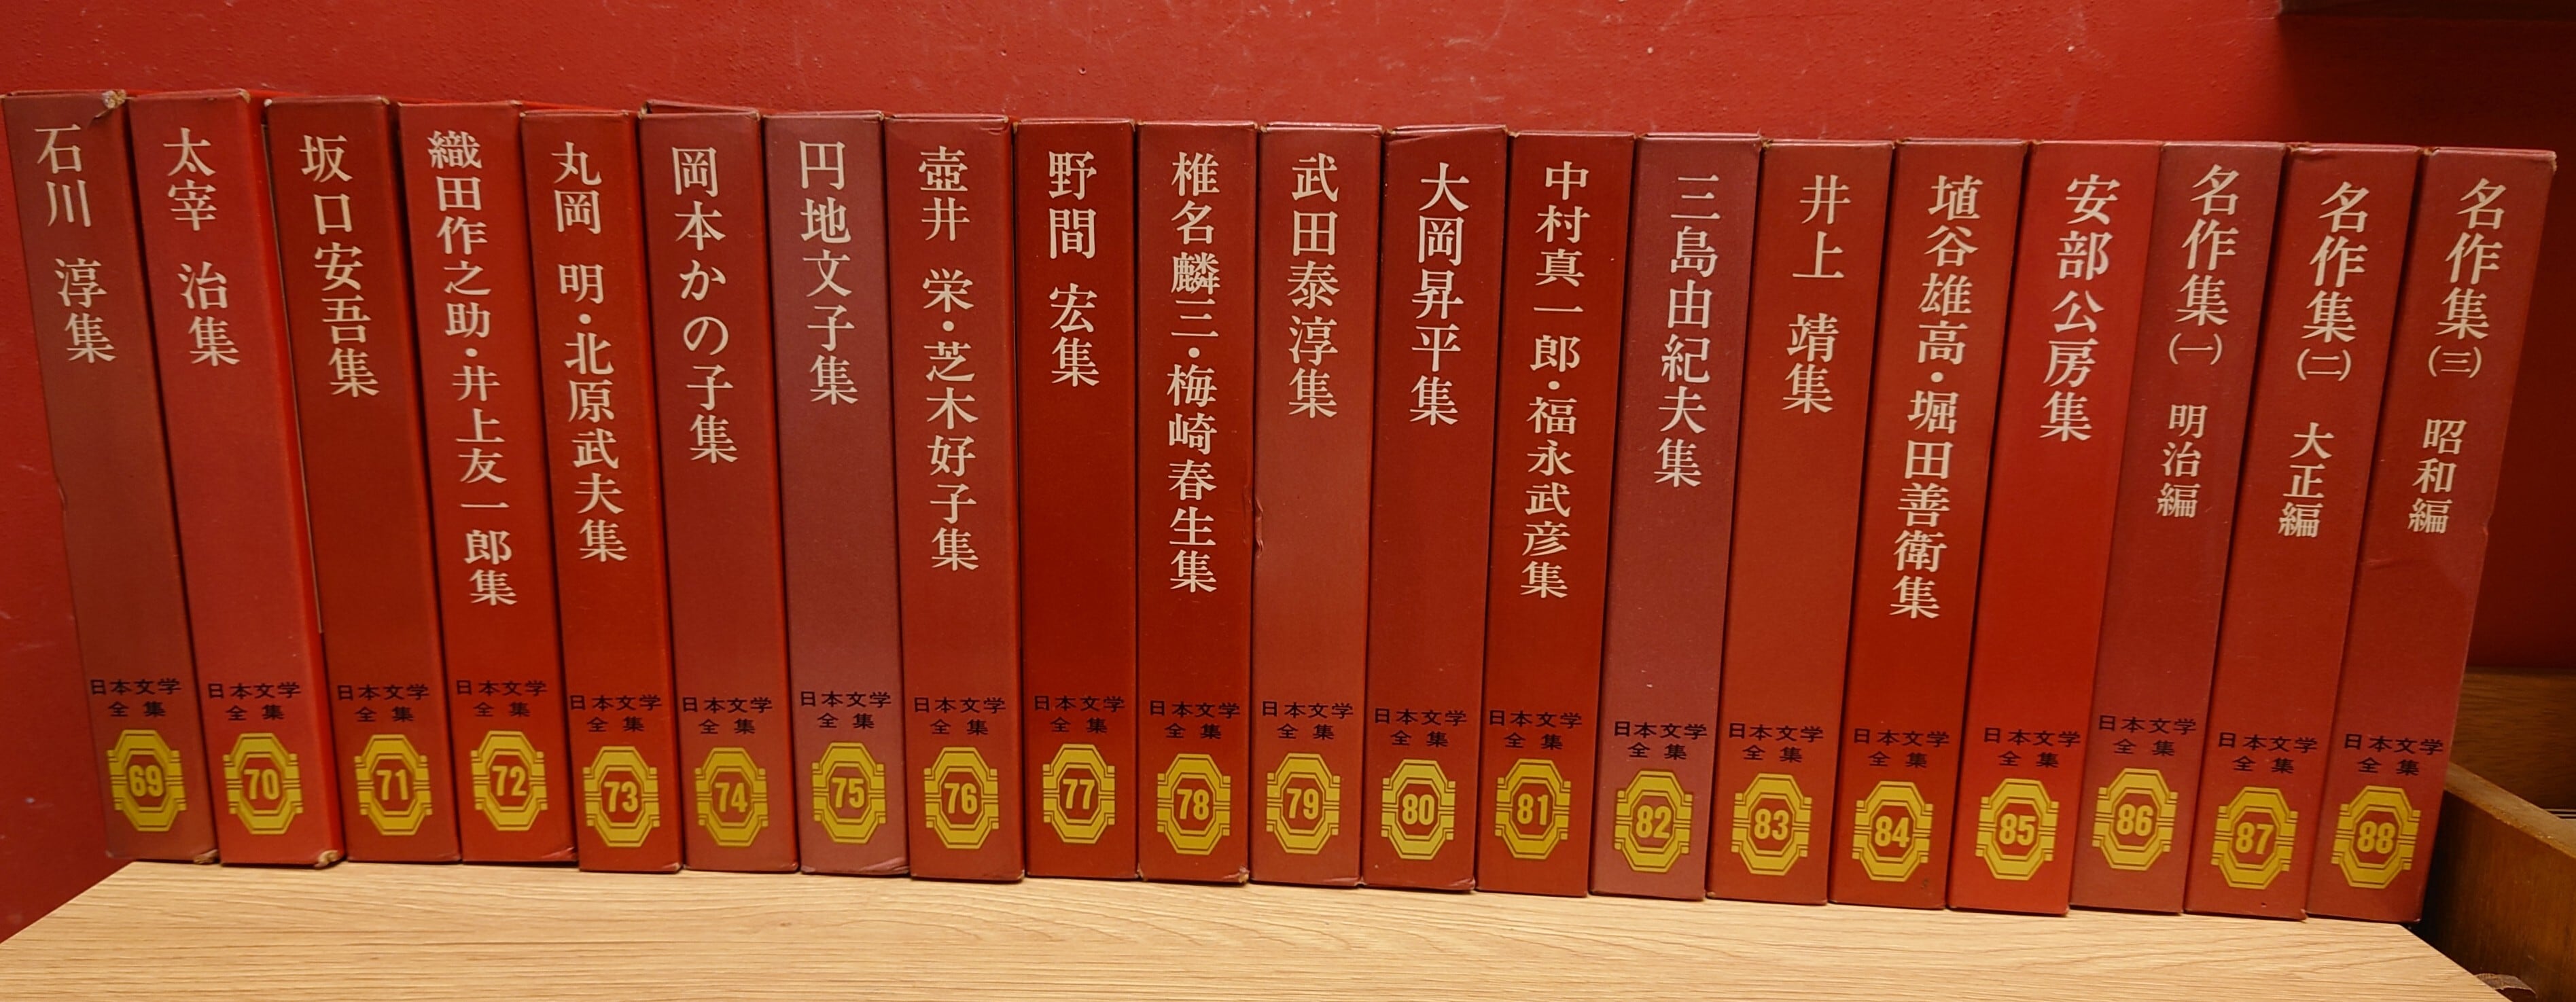 石川 淳集
日本文学
全集
69
太宰 治集
日本文学
全集
70
坂口安吾集
日本文学
全集
71
織田作之助・井上友一郎集
日本文学
全集
72
丸岡 明・北原武夫集
日本文学
全集
73
岡本かの子集
日本文学
全集
74
円地文子集
日本文学
全集
75
壺井 栄・芝木好子集
日本文学
全集
76
野間 宏集
日本文学
全集
77
椎名麟三・梅崎春生集
日本文学
全集
78
武田泰淳集
日本文学
全集
79
大岡昇平集
日本文学
全集
80
中村真一郎・福永武彦集
日本文学
全集
81
三島由紀夫集
日本文学
全集
82
井上 靖集
日本文学
全集
83
埴谷雄高・堀田善衛集
日本文学
全集
84
安部公房集
日本文学
全集
85
名作集(一) 明治編
日本文学
全集
86
名作集(二) 大正編
日本文学
全集
87
名作集(三) 昭和編
日本文学
全集
88